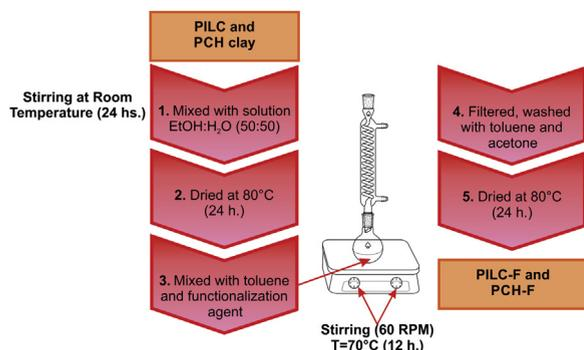 PILC and
PCH clay
Stirring at Room
Temperature (24 hs.)
1. Mixed with solution
EtOH:H₂O (50:50)
2. Dried at 80°C
(24 h.)
3. Mixed with toluene
and functionalization
agent
Stirring (60 RPM)
T=70°C (12 h.)
4. Filtered, washed
with toluene and
acetone
5. Dried at 80°C
(24 h.)
PILC-F and
PCH-F